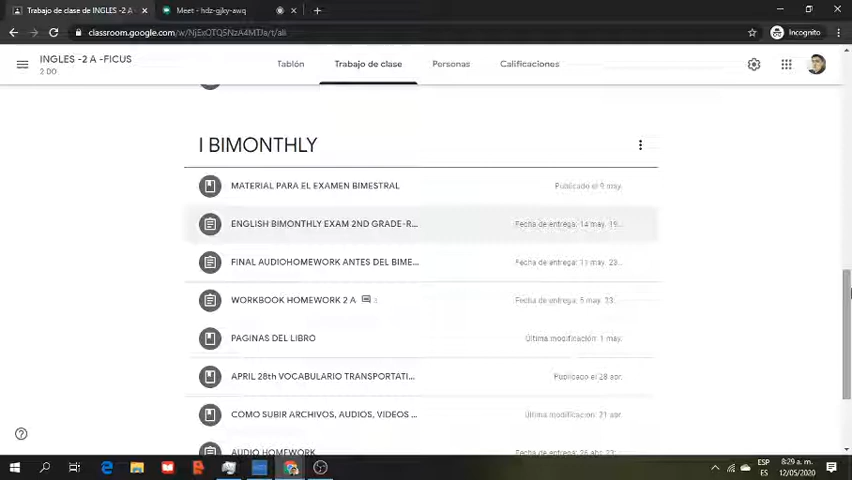 Trabajo de clase de INGLES -2 A -
Meet - hdz-gjky-awq
classroom.google.com/w/NjExOTQ5NzA4MTJa/t/all
Incognito
INGLES -2 A -FICUS
2 DO.
Tablón
Trabajo de clase
Personas
Calificaciones
I BIMONTHLY
MATERIAL PARA EL EXAMEN BIMESTRAL
Publicado el 9 may.
ENGLISH BIMONTHLY EXAM 2ND GRADE-R...
Fecha de entrega: 14 may. 19...
FINAL AUDIOHOMEWORK ANTES DEL BIME...
Fecha de entrega: 11 may. 23...
WORKBOOK HOMEWORK 2 A
Fecha de entrega: 5 may. 23...
PAGINAS DEL LIBRO
Última modificación: 1 may.
APRIL 28th VOCABULARIO TRANSPORTATI...
Publicado el 28 abr.
COMO SUBIR ARCHIVOS, AUDIOS, VIDEOS ...
Última modificación: 21 abr.
AUDIO HOMEWORK
Fecha de entrega: 26 abr. 23...
ESP
8:29 a. m.
ES
12/05/2020